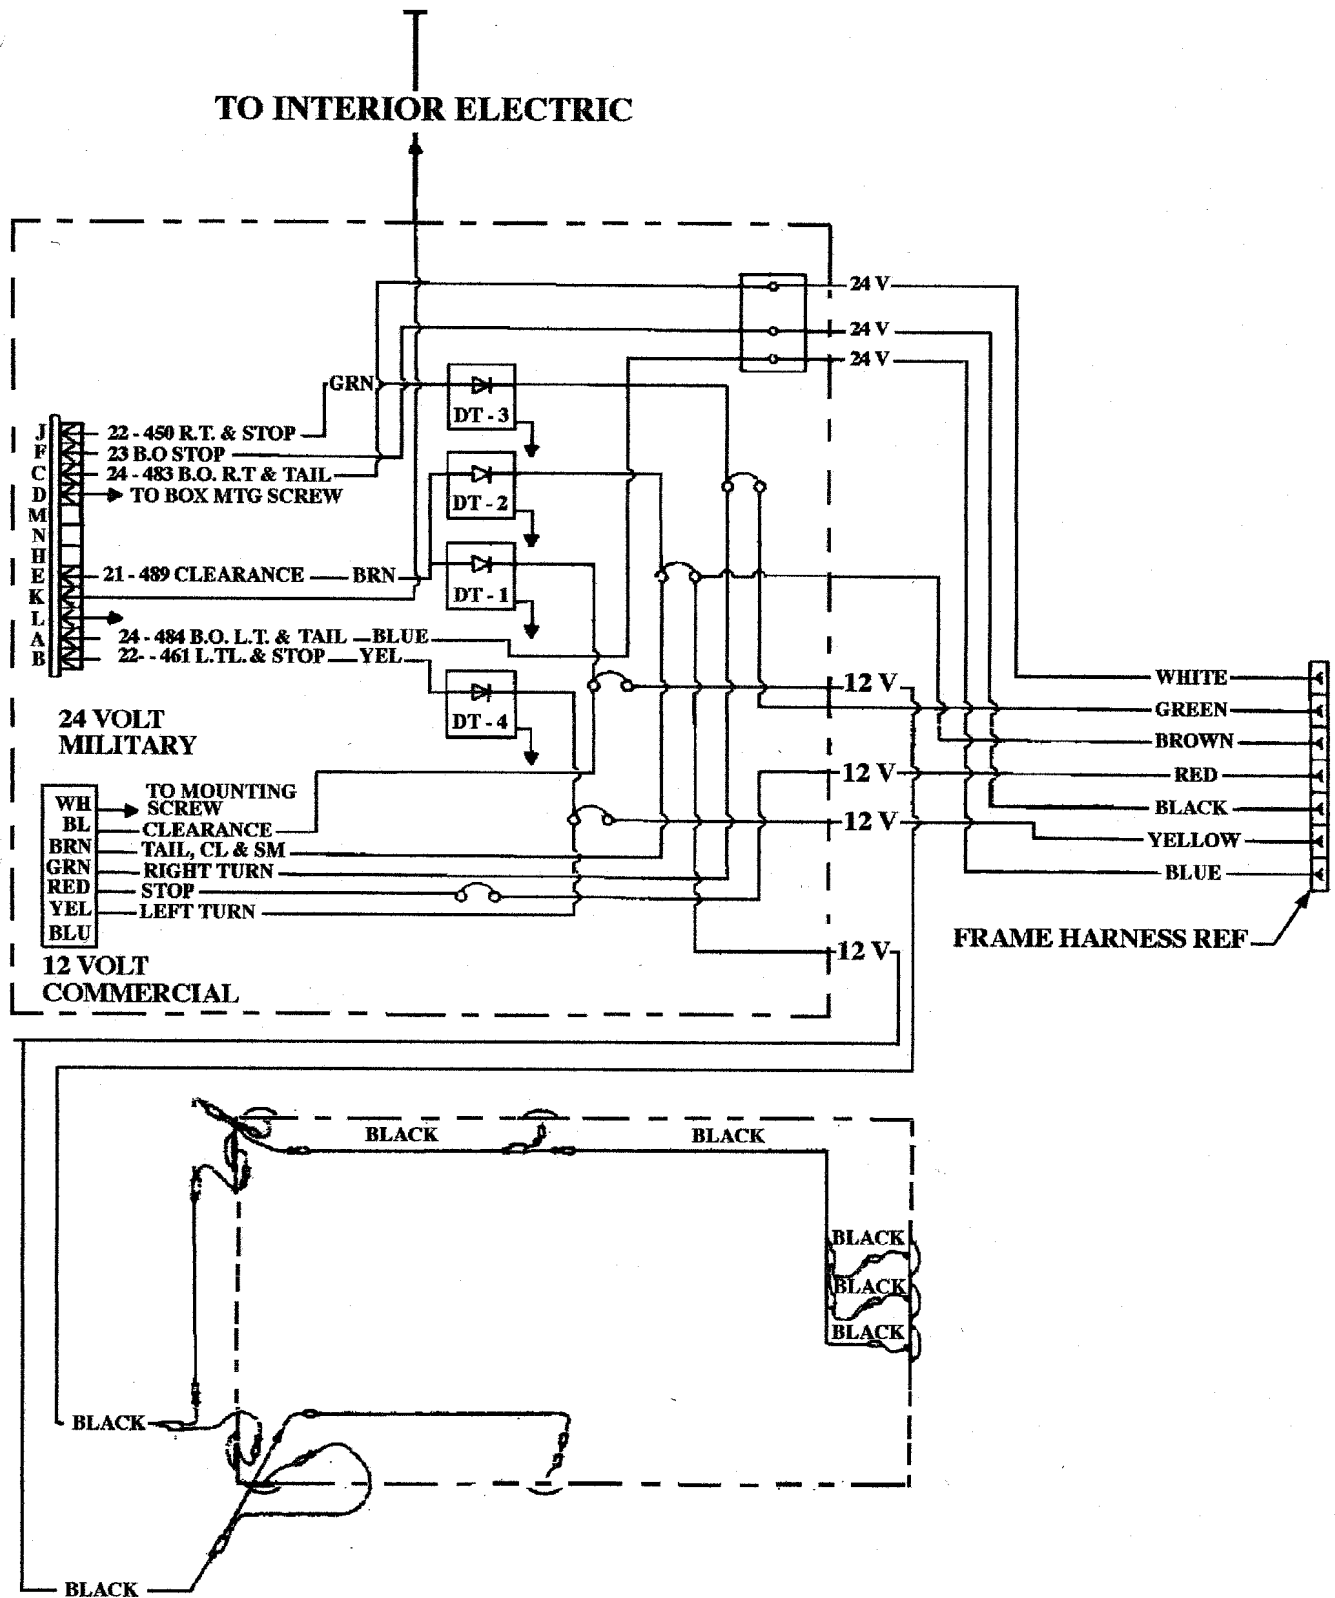 TO INTERIOR ELECTRIC
24 V
24 V
24 V
GRN
DT - 3
J 22 - 450 R.T. & STOP
F 23 B.O STOP
C 24 - 483 B.O. R.T & TAIL
D TO BOX MTG SCREW
M
N
H
E 21 - 489 CLEARANCE BRN
K
L
A 24 - 484 B.O. L.T. & TAIL BLUE
B 22- - 461 L.TL. & STOP YEL
DT - 2
DT - 1
DT - 4
24 VOLT
MILITARY
12 V
12 V
12 V
12 V
WHITE
GREEN
BROWN
RED
BLACK
YELLOW
BLUE
FRAME HARNESS REF
WH TO MOUNTING
SCREW
BL CLEARANCE
BRN TAIL, CL & SM
GRN RIGHT TURN
RED STOP
YEL LEFT TURN
BLU
12 VOLT
COMMERCIAL
BLACK BLACK
BLACK
BLACK
BLACK
BLACK
BLACK